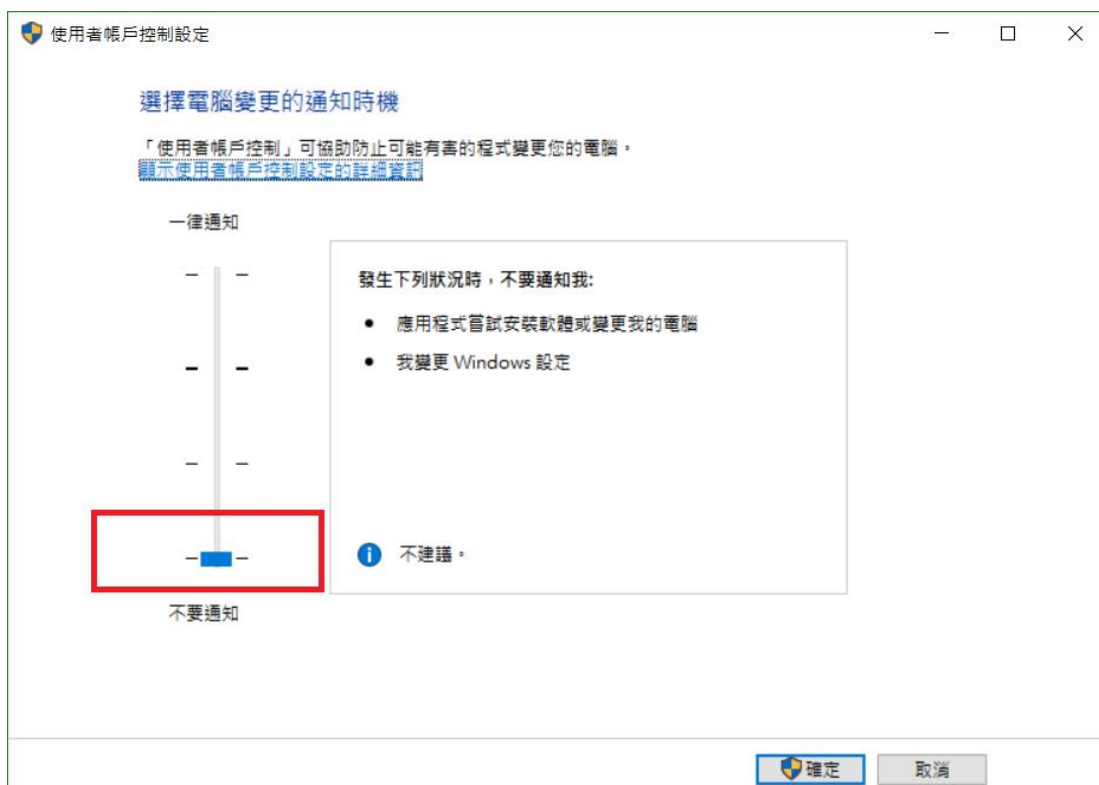 使用者帳戶控制設定
選擇電腦變更的通知時機
「使用者帳戶控制」可協助防止可能有害的程式變更您的電腦。
顯示使用者帳戶控制設定的詳細資訊
一律通知
發生下列狀況時，不要通知我:
• 應用程式嘗試安裝軟體或變更我的電腦
• 我變更 Windows 設定
不建議。
不要通知
確定
取消